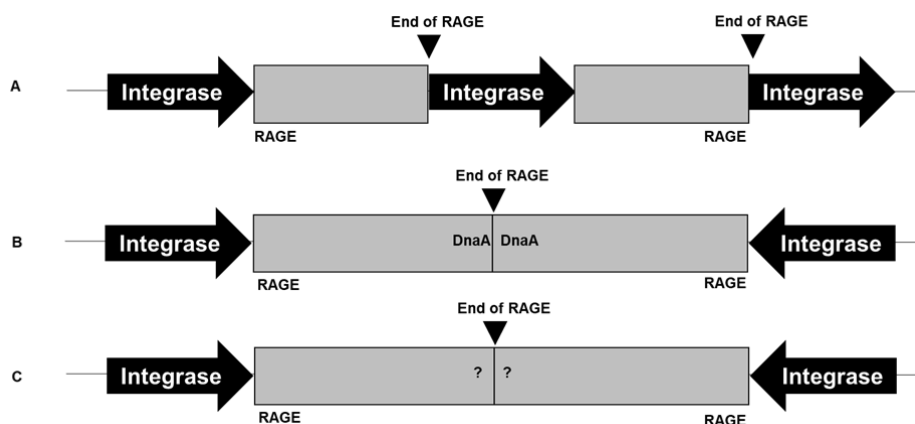 End of RAGE End of RAGE
A Integrase Integrase Integrase
RAGE RAGE
End of RAGE
B Integrase DnaA DnaA Integrase
RAGE RAGE
End of RAGE
C Integrase ? ? Integrase
RAGE RAGE